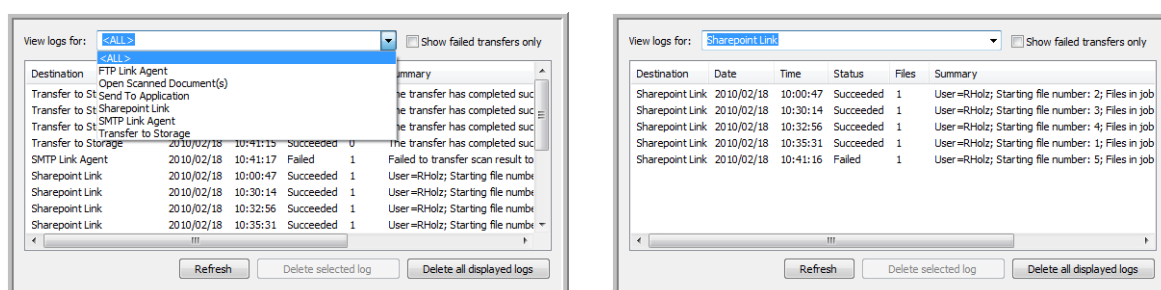 View logs for: <ALL> Show failed transfers only
<ALL>
FTP Link Agent
Open Scanned Document(s)
Send To Application
Sharepoint Link
SMTP Link Agent
Transfer to Storage
Destination ummary
Transfer to St he transfer has completed suc
Transfer to St he transfer has completed suc
Transfer to St he transfer has completed suc
Transfer to Storage 2010/02/18 10:41:15 Succeeded 0 The transfer has completed suc
SMTP Link Agent 2010/02/18 10:41:17 Failed 1 Failed to transfer scan result to
Sharepoint Link 2010/02/18 10:00:47 Succeeded 1 User=RHolz; Starting file numbe
Sharepoint Link 2010/02/18 10:30:14 Succeeded 1 User=RHolz; Starting file numbe
Sharepoint Link 2010/02/18 10:32:56 Succeeded 1 User=RHolz; Starting file numbe
Sharepoint Link 2010/02/18 10:35:31 Succeeded 1 User=RHolz; Starting file numbe
Refresh Delete selected log Delete all displayed logs
View logs for: Sharepoint Link Show failed transfers only
Destination Date Time Status Files Summary
Sharepoint Link 2010/02/18 10:00:47 Succeeded 1 User=RHolz; Starting file number: 2; Files in job
Sharepoint Link 2010/02/18 10:30:14 Succeeded 1 User=RHolz; Starting file number: 3; Files in job
Sharepoint Link 2010/02/18 10:32:56 Succeeded 1 User=RHolz; Starting file number: 4; Files in job
Sharepoint Link 2010/02/18 10:35:31 Succeeded 1 User=RHolz; Starting file number: 1; Files in job
Sharepoint Link 2010/02/18 10:41:16 Failed 1 User=RHolz; Starting file number: 5; Files in job
Refresh Delete selected log Delete all displayed logs